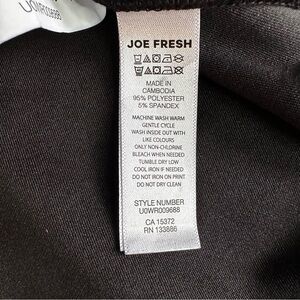 U0WR009688
JOE FRESH
MADE IN
CAMBODIA
95% POLYESTER
5% SPANDEX
MACHINE WASH WARM
GENTLE CYCLE
WASH INSIDE OUT WITH
LIKE COLOURS
ONLY NON-CHLORINE
BLEACH WHEN NEEDED
TUMBLE DRY LOW
COOL IRON IF NEEDED
DO NOT IRON ON PRINT
DO NOT DRY CLEAN
STYLE NUMBER
U0WR009688
CA 15372
RN 133886